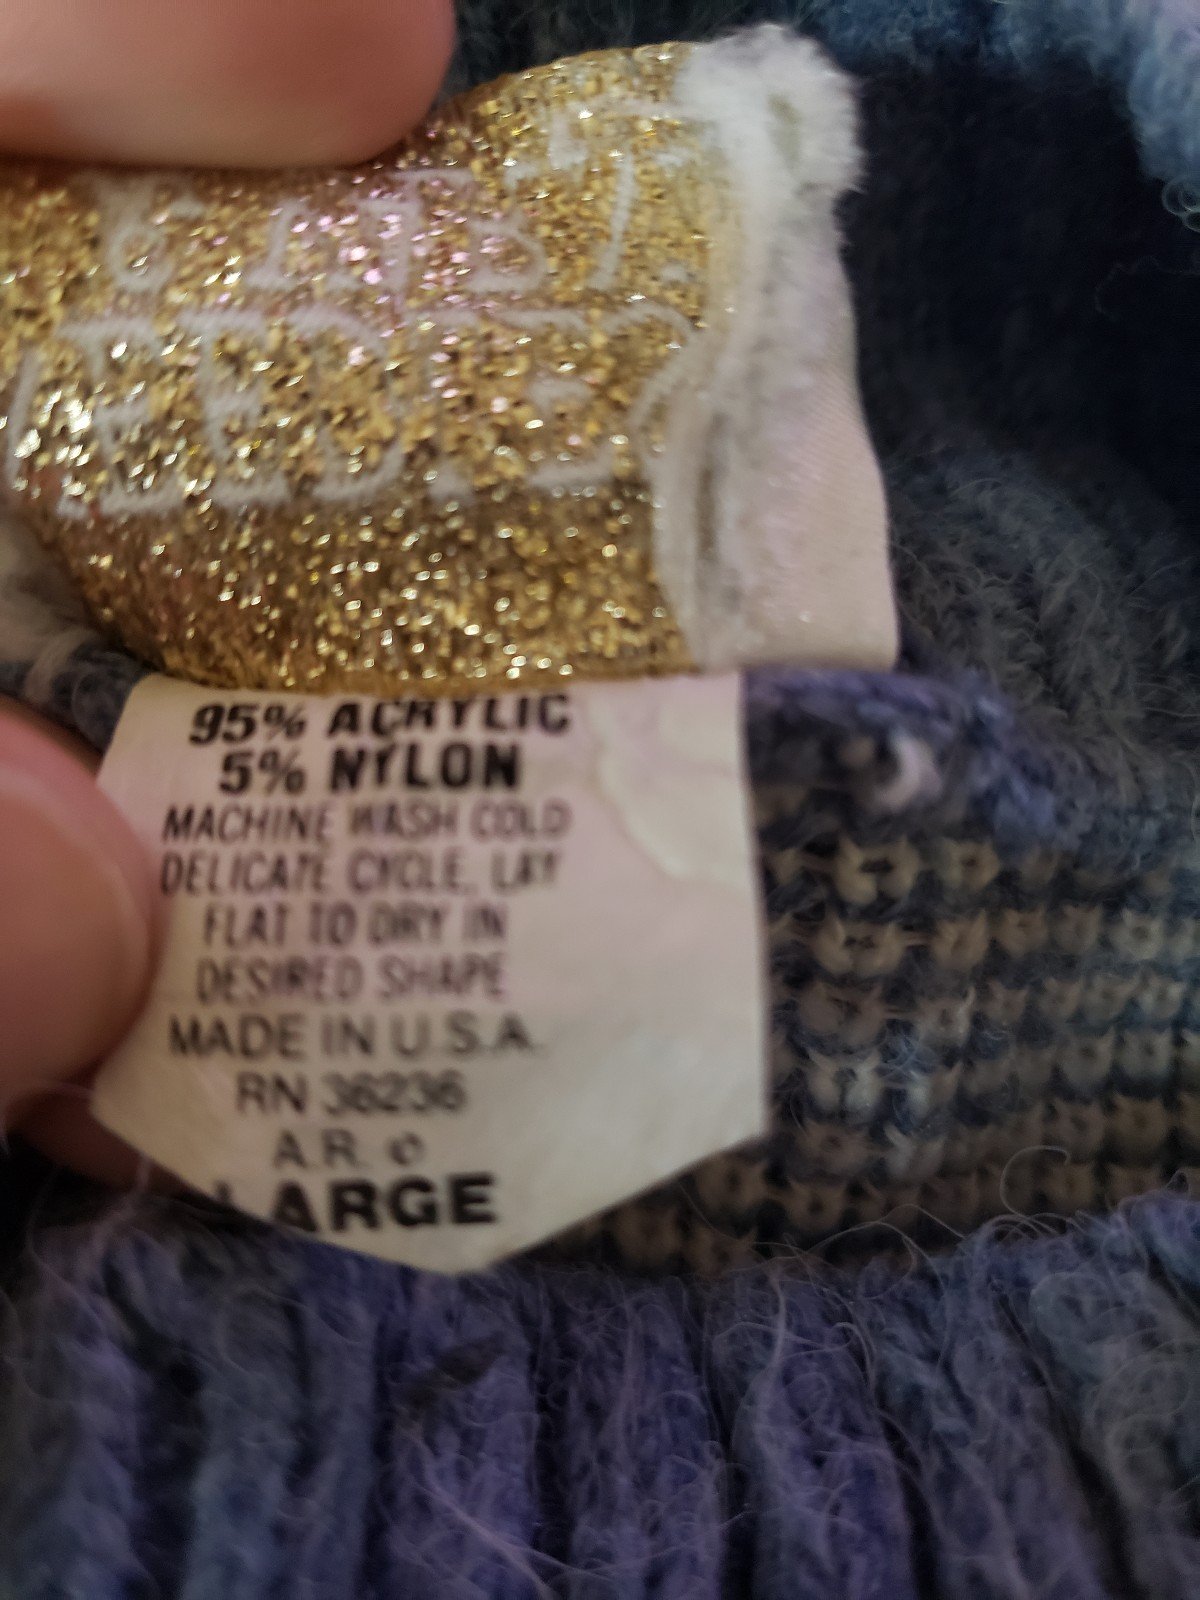 95% ACRYLIC
5% NYLON
MACHINE WASH COLD
DELICATE CYCLE, LAY
FLAT TO DRY IN
DESIRED SHAPE
MADE IN U.S.A.
RN 36236
A.R. ©
LARGE